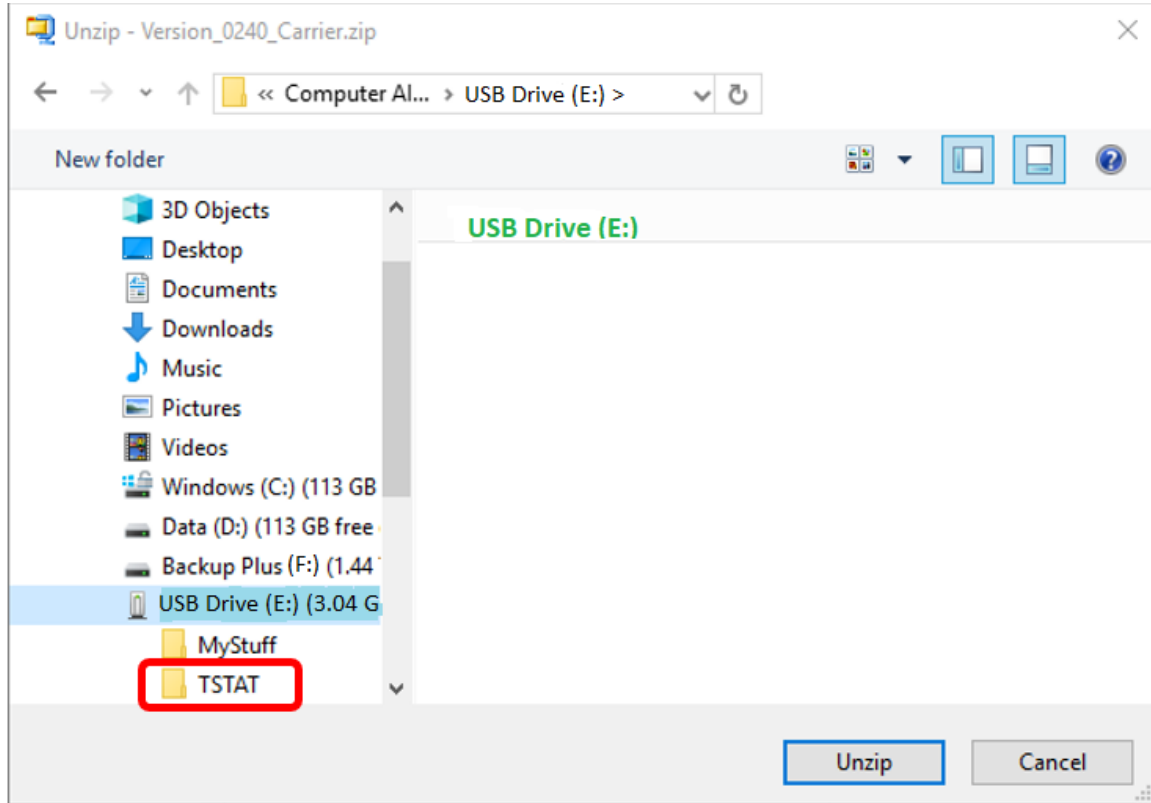 Unzip - Version_0240_Carrier.zip
« Computer Al... > USB Drive (E:) >
New folder
3D Objects
USB Drive (E:)
Desktop
Documents
Downloads
Music
Pictures
Videos
Windows (C:) (113 GB
Data (D:) (113 GB free
Backup Plus (F:) (1.44
USB Drive (E:) (3.04 G
MyStuff
TSTAT
Unzip Cancel